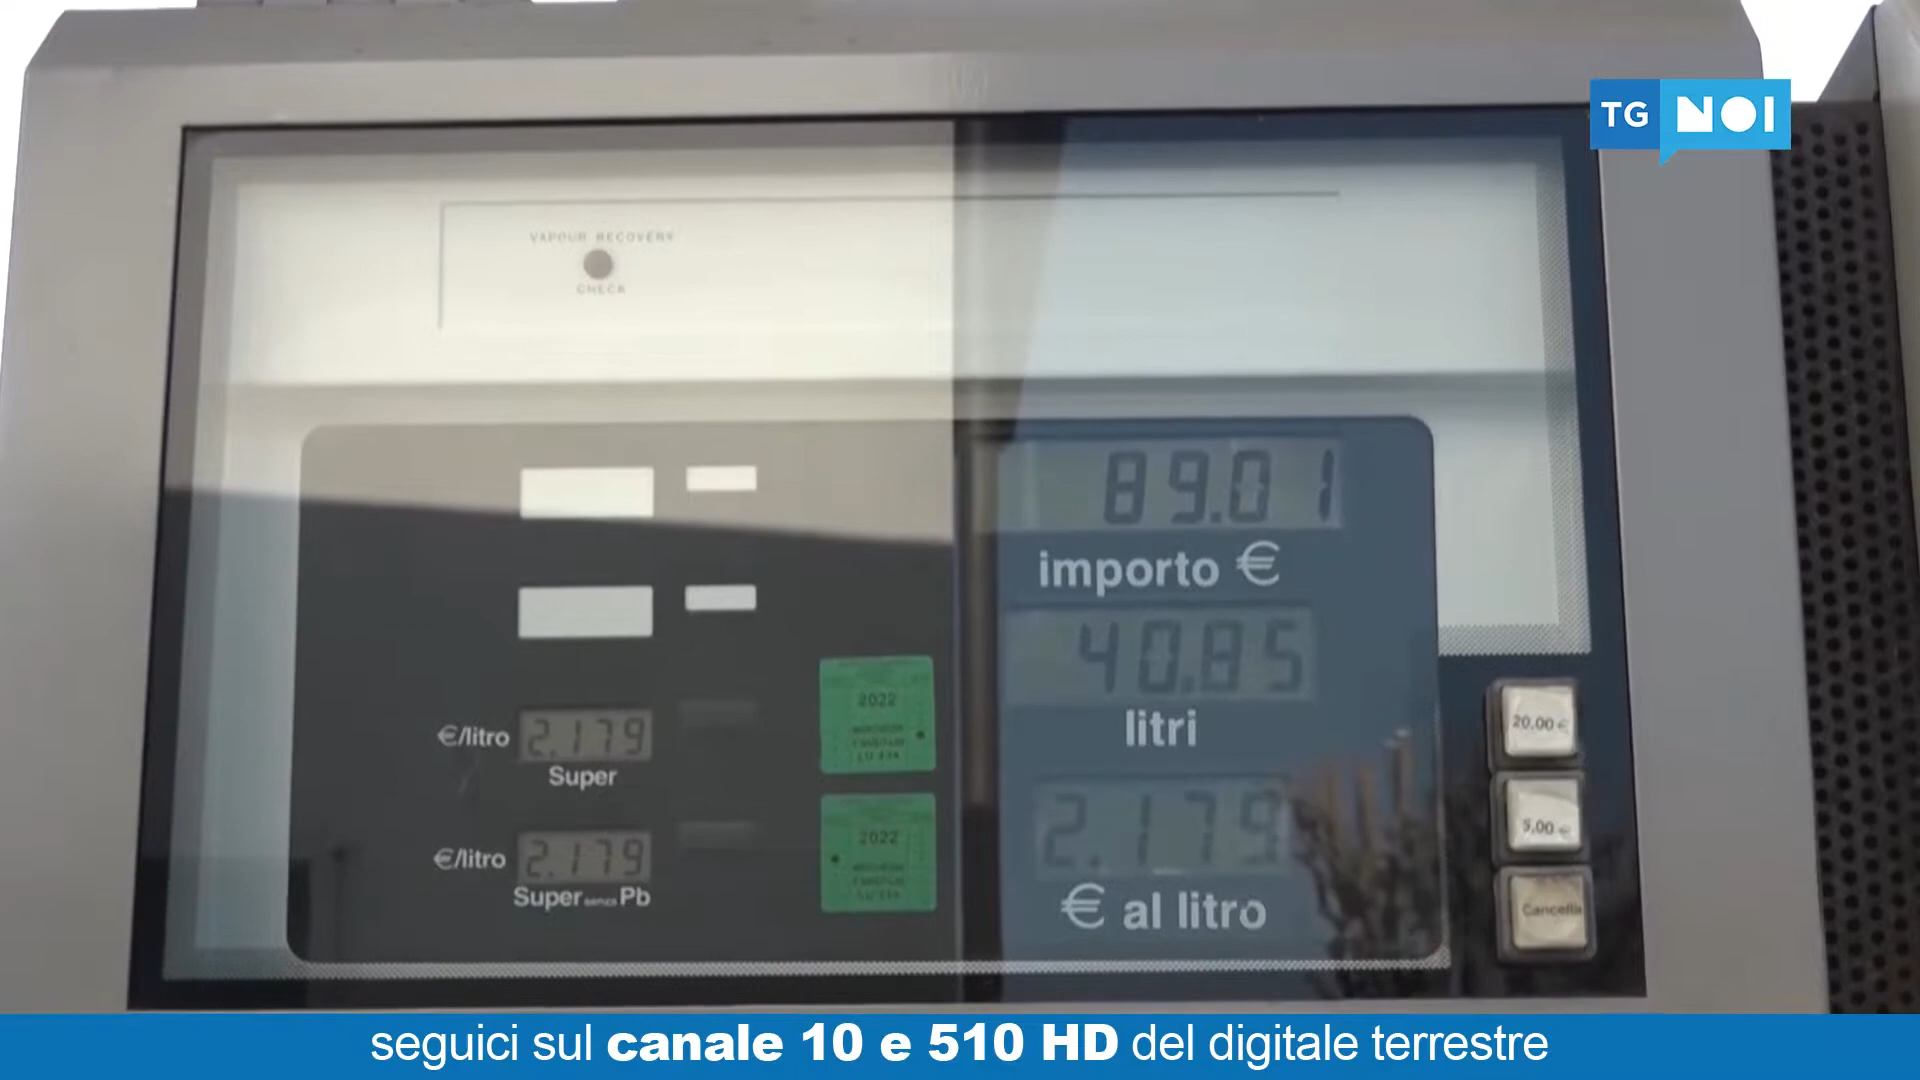 TG NOI
VAPOUR RECOVERY
CHECK
89.01
importo €
40.85
litri
2.179
€ al litro
€/litro 2.179
Super
€/litro 2.179
Super senza Pb
2022
2022
20,00 €
5,00 €
Cancella
seguici sul canale 10 e 510 HD del digitale terrestre